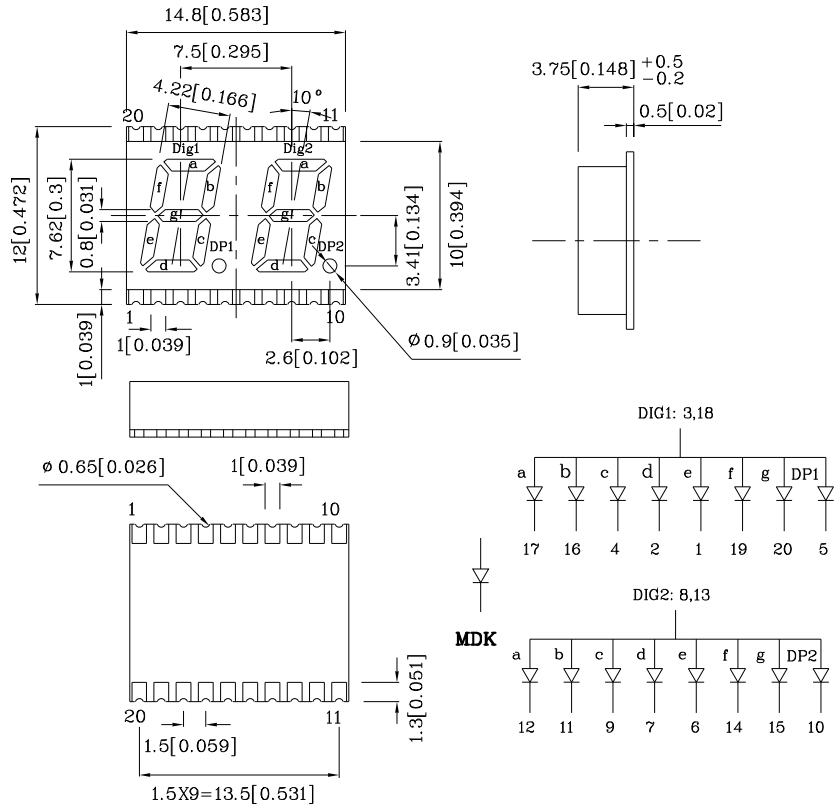 14.8[0.583]
7.5[0.295]
4.22[0.166]
10°
20
11
Dig1
Dig2
a
f
b
g
e
c
d
DP1
a
f
b
g
e
c
d
DP2
12[0.472]
7.62[0.3]
0.8[0.031]
3.41[0.134]
10[0.394]
1
10
1[0.039]
1[0.039]
2.6[0.102]
ø0.9[0.035]
3.75[0.148] +0.5
-0.2
0.5[0.02]
ø0.65[0.026]
1[0.039]
1
10
20
11
1.3[0.051]
1.5[0.059]
1.5X9=13.5[0.531]
DIG1: 3,18
a b c d e f g DP1
17 16 4 2 1 19 20 5
MDK
DIG2: 8,13
a b c d e f g DP2
12 11 9 7 6 14 15 10